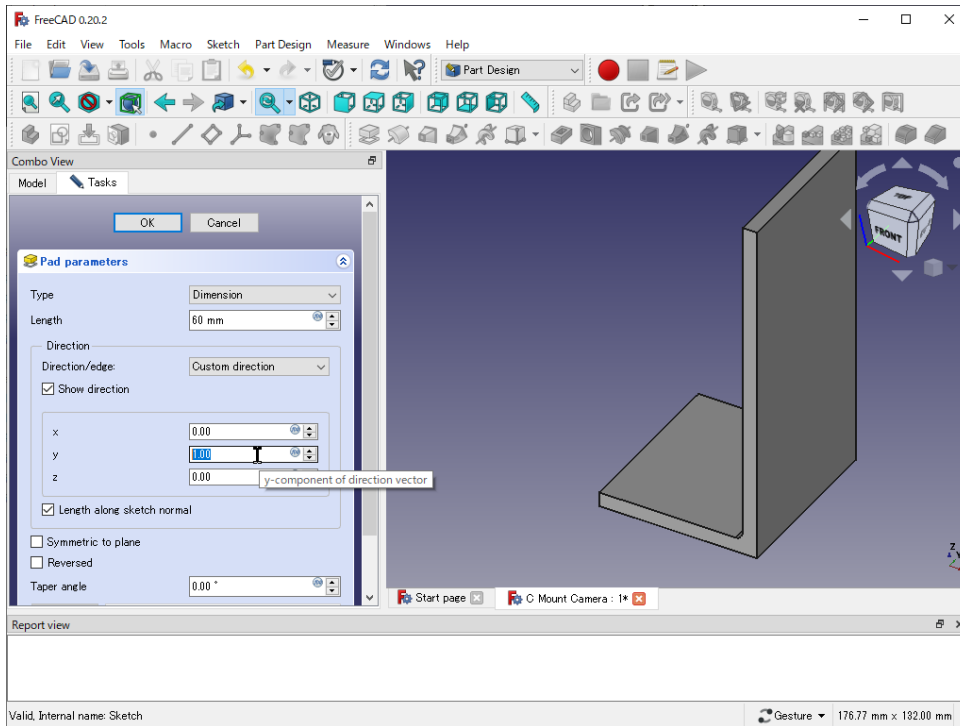 FreeCAD 0.20.2
File Edit View Tools Macro Sketch Part Design Measure Windows Help
Part Design
Combo View
Model Tasks
OK Cancel
Pad parameters
Type Dimension
Length 60 mm
Direction
Direction/edge: Custom direction
Show direction
x 0.00
y 1.00
z 0.00
y-component of direction vector
Length along sketch normal
Symmetric to plane
Reversed
Taper angle 0.00 °
FRONT
Z
Y
Start page C Mount Camera : 1*
Report view
Valid, Internal name: Sketch
Gesture 176.77 mm x 132.00 mm